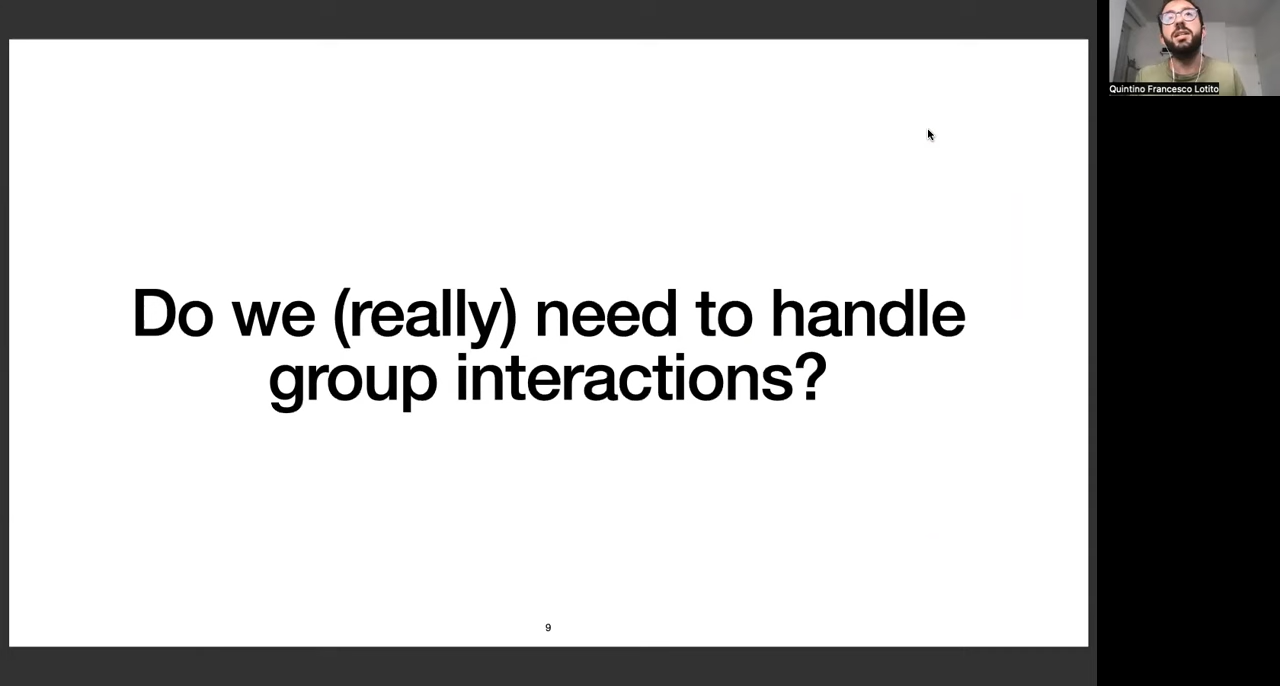 Do we (really) need to handle
group interactions?
9
Quintino Francesco Lotito